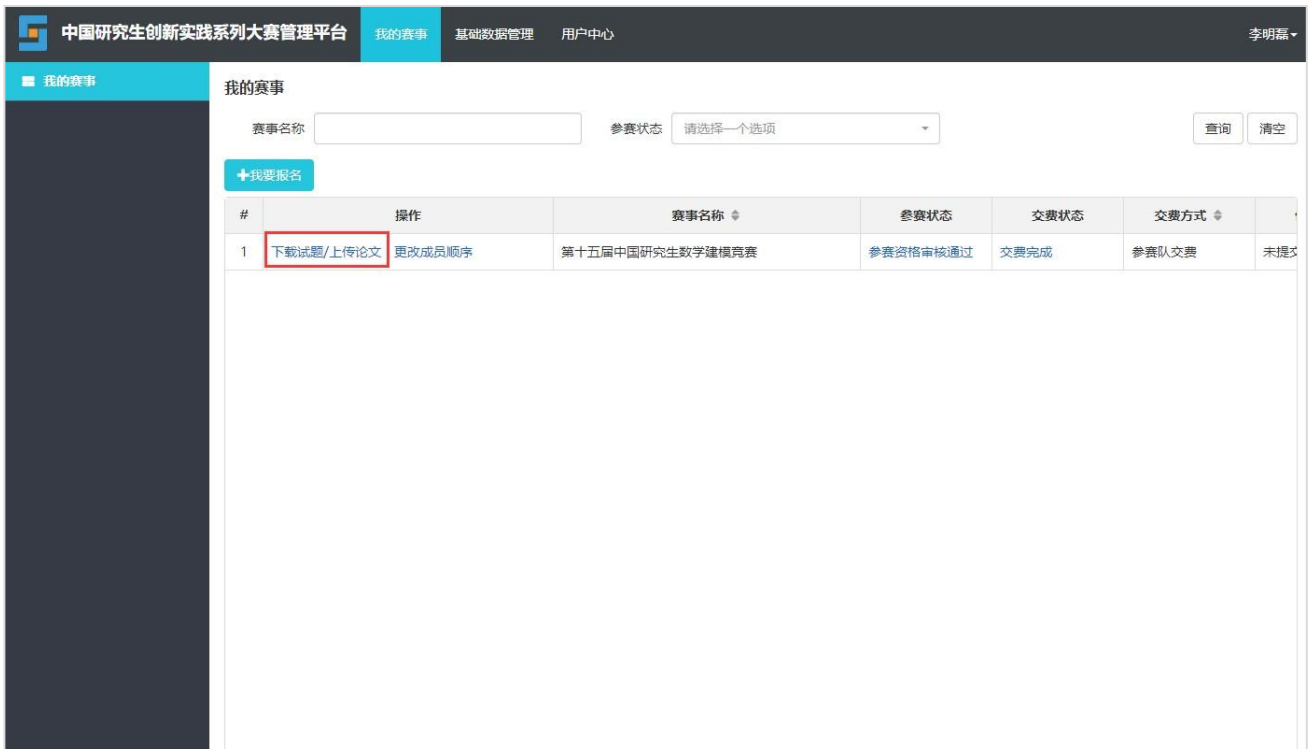 中国研究生创新实践系列大赛管理平台 我的赛事 基础数据管理 用户中心 李明磊
我的赛事
我的赛事
赛事名称 参赛状态 请选择一个选项 查询 清空
+我要报名
# 操作 赛事名称 参赛状态 交费状态 交费方式
1 下载试题/上传论文 更改成员顺序 第十五届中国研究生数学建模竞赛 参赛资格审核通过 交费完成 参赛队交费 未提交